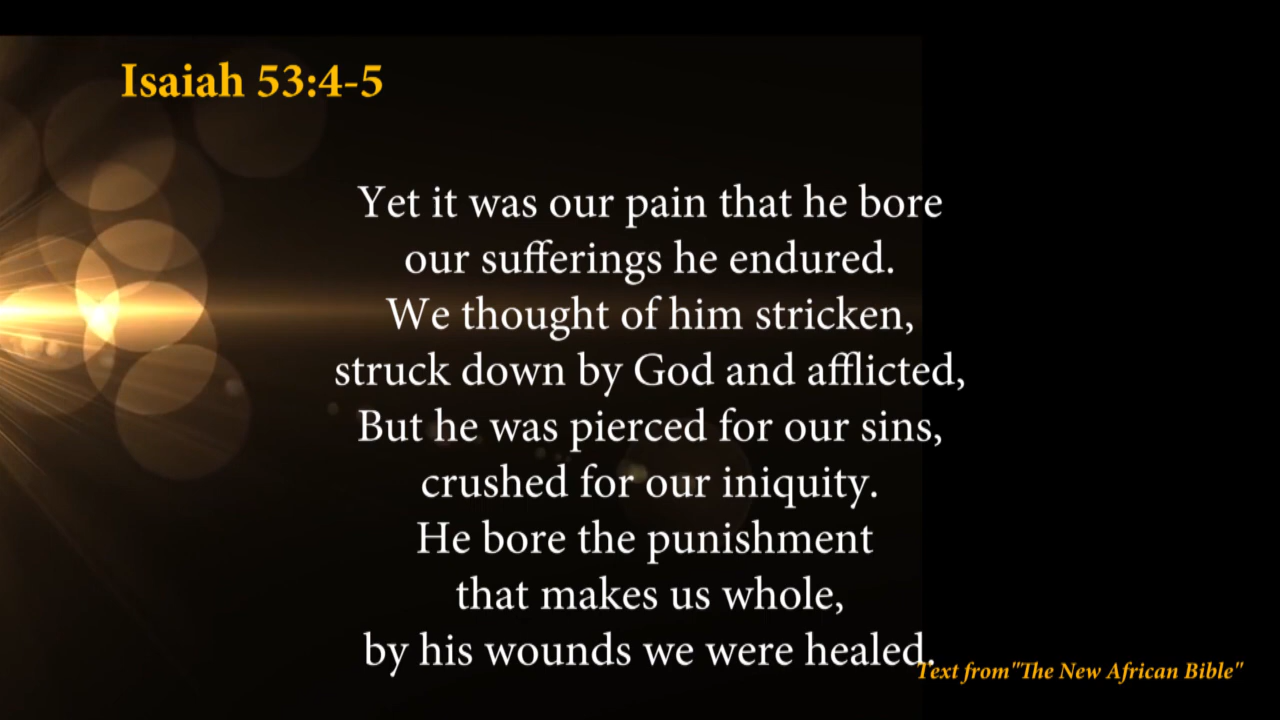 Isaiah 53:4-5
Yet it was our pain that he bore
our sufferings he endured.
We thought of him stricken,
struck down by God and afflicted,
But he was pierced for our sins,
crushed for our iniquity.
He bore the punishment
that makes us whole,
by his wounds we were healed.
Text from"The New African Bible"